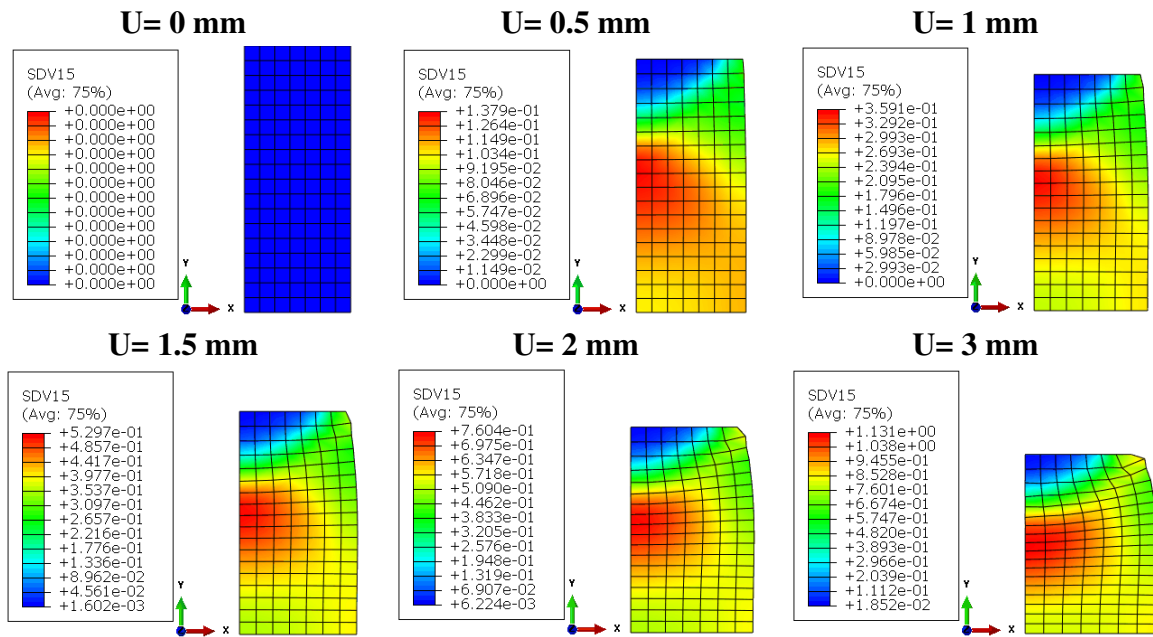 U= 0 mm
SDV15
(Avg: 75%)
+0.000e+00
+0.000e+00
+0.000e+00
+0.000e+00
+0.000e+00
+0.000e+00
+0.000e+00
+0.000e+00
+0.000e+00
+0.000e+00
+0.000e+00
+0.000e+00
+0.000e+00
Y
X
U= 0.5 mm
SDV15
(Avg: 75%)
+1.379e-01
+1.264e-01
+1.149e-01
+1.034e-01
+9.195e-02
+8.046e-02
+6.896e-02
+5.747e-02
+4.598e-02
+3.448e-02
+2.299e-02
+1.149e-02
+0.000e+00
Y
X
U= 1 mm
SDV15
(Avg: 75%)
+3.591e-01
+3.292e-01
+2.993e-01
+2.693e-01
+2.394e-01
+2.095e-01
+1.796e-01
+1.496e-01
+1.197e-01
+8.978e-02
+5.985e-02
+2.993e-02
+0.000e+00
Y
X
U= 1.5 mm
SDV15
(Avg: 75%)
+5.297e-01
+4.857e-01
+4.417e-01
+3.977e-01
+3.537e-01
+3.097e-01
+2.657e-01
+2.216e-01
+1.776e-01
+1.336e-01
+8.962e-02
+4.561e-02
+1.602e-03
Y
X
U= 2 mm
SDV15
(Avg: 75%)
+7.604e-01
+6.975e-01
+6.347e-01
+5.718e-01
+5.090e-01
+4.462e-01
+3.833e-01
+3.205e-01
+2.576e-01
+1.948e-01
+1.319e-01
+6.907e-02
+6.224e-03
Y
X
U= 3 mm
SDV15
(Avg: 75%)
+1.131e+00
+1.038e+00
+9.455e-01
+8.528e-01
+7.601e-01
+6.674e-01
+5.747e-01
+4.820e-01
+3.893e-01
+2.966e-01
+2.039e-01
+1.112e-01
+1.852e-02
Y
X